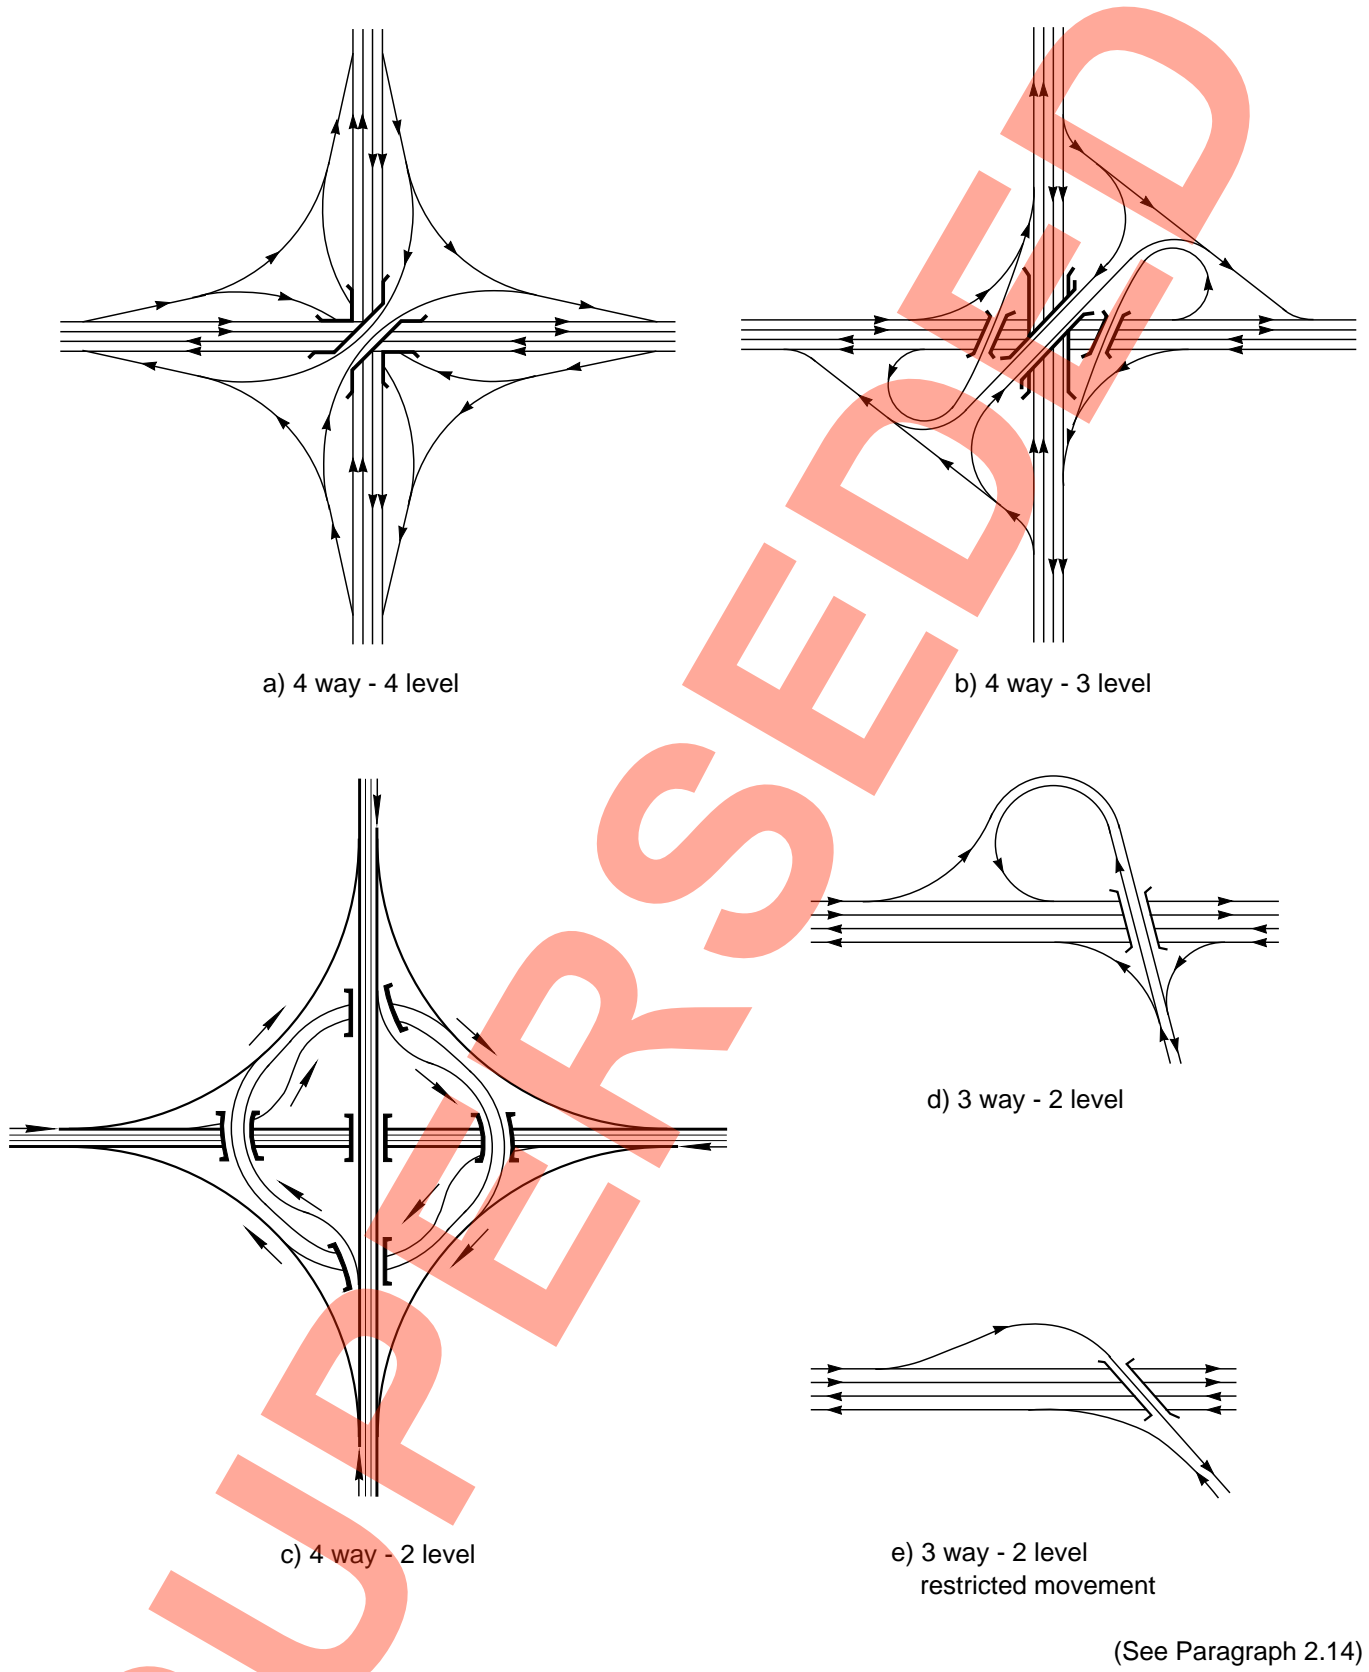 a) 4 way - 4 level
b) 4 way - 3 level
c) 4 way - 2 level
d) 3 way - 2 level
e) 3 way - 2 level
restricted movement
(See Paragraph 2.14)
SUPERSEDED